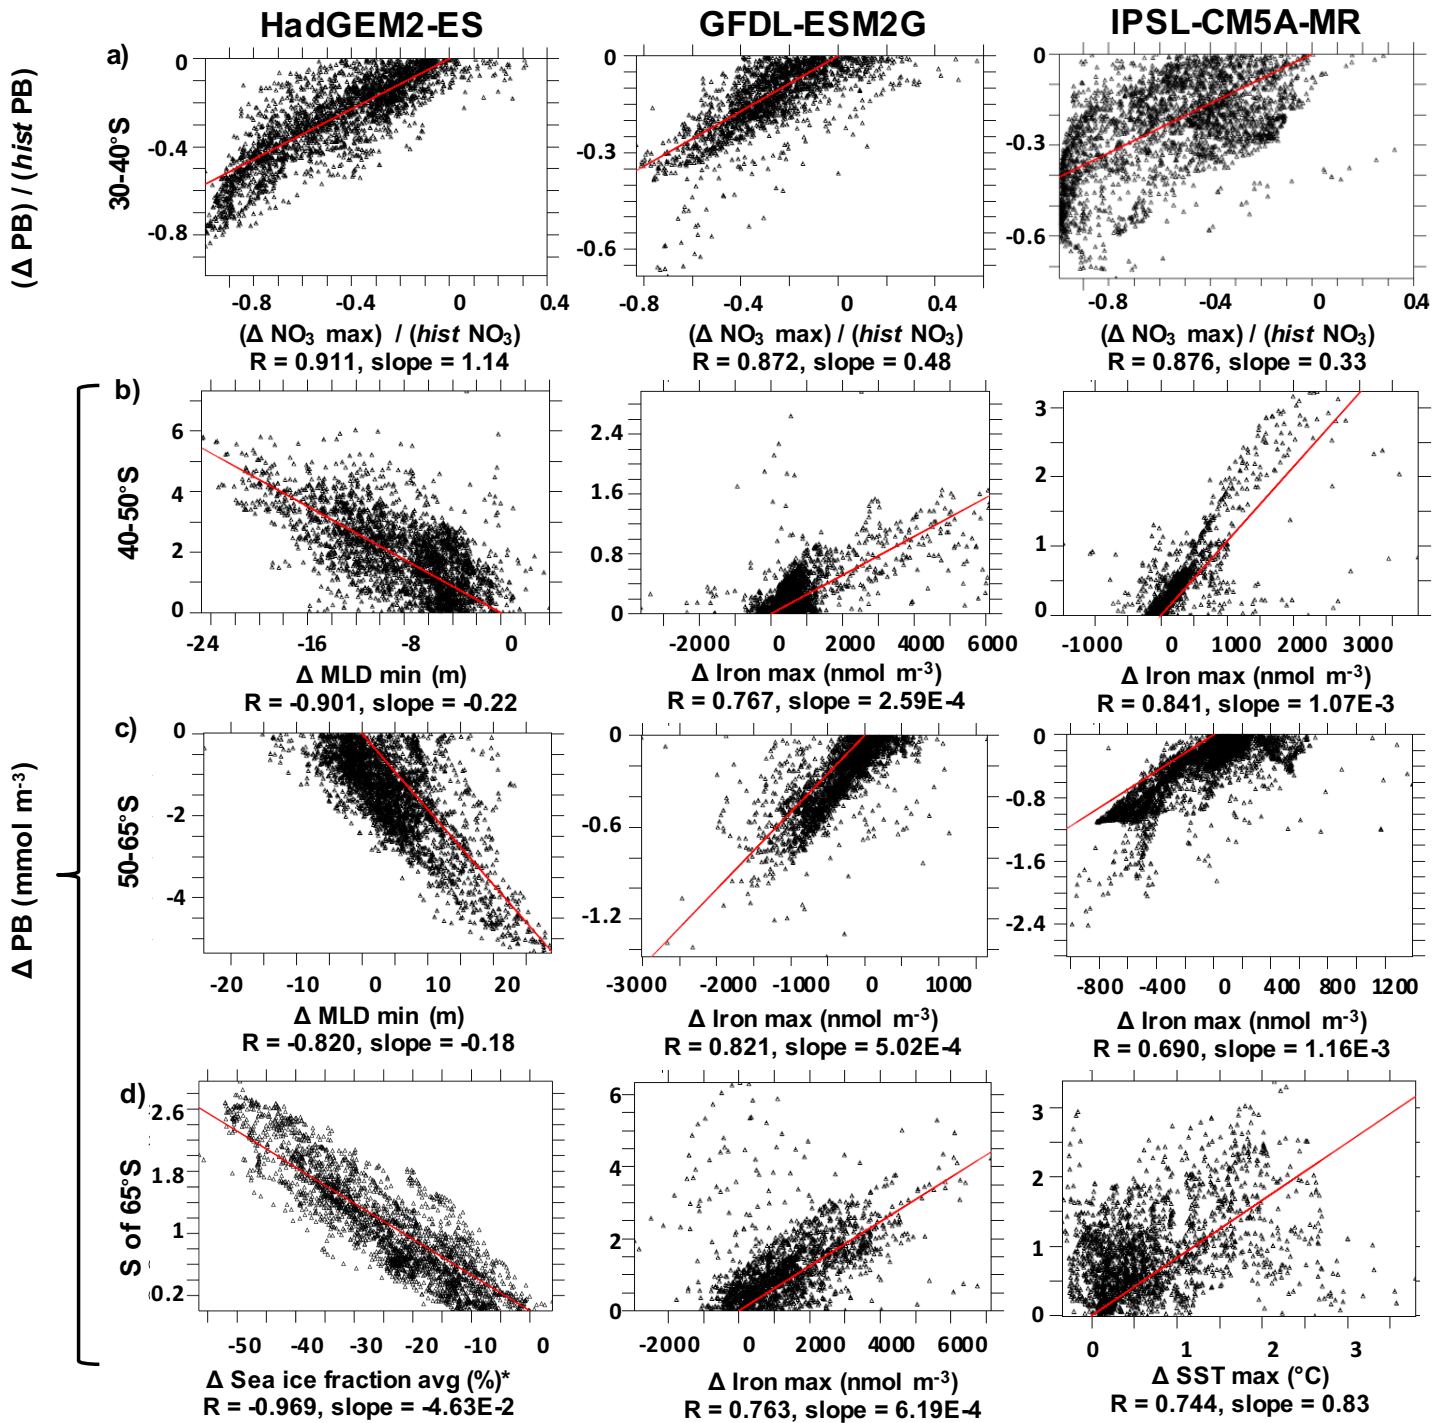 HadGEM2-ES GFDL-ESM2G IPSL-CM5A-MR
(Δ PB) / (hist PB)
a)
30-40°S
0 -0.4 -0.8
-0.8 -0.4 0 0.4
(Δ NO₃ max) / (hist NO₃)
R = 0.911, slope = 1.14
0 -0.3 -0.6
-0.8 -0.4 0 0.4
(Δ NO₃ max) / (hist NO₃)
R = 0.872, slope = 0.48
0 -0.3 -0.6
-0.8 -0.4 0 0.4
(Δ NO₃ max) / (hist NO₃)
R = 0.876, slope = 0.33
Δ PB (mmol m⁻³)
b)
40-50°S
6 4 2 0
-24 -16 -8 0
Δ MLD min (m)
R = -0.901, slope = -0.22
2.4 1.6 0.8 0
-2000 0 2000 4000 6000
Δ Iron max (nmol m⁻³)
R = 0.767, slope = 2.59E-4
3 2 1 0
-1000 0 1000 2000 3000
Δ Iron max (nmol m⁻³)
R = 0.841, slope = 1.07E-3
c)
50-65°S
0 -2 -4
-20 -10 0 10 20
Δ MLD min (m)
R = -0.820, slope = -0.18
0 -0.6 -1.2
-3000 -2000 -1000 0 1000
Δ Iron max (nmol m⁻³)
R = 0.821, slope = 5.02E-4
0 -0.8 -1.6 -2.4
-800 -400 0 400 800 1200
Δ Iron max (nmol m⁻³)
R = 0.690, slope = 1.16E-3
d)
S of 65°S
2.6 1.8 1 0.2
-50 -40 -30 -20 -10 0
Δ Sea ice fraction avg (%)*
R = -0.969, slope = -4.63E-2
6 4 2 0
2000 0 2000 4000 6000
Δ Iron max (nmol m⁻³)
R = 0.763, slope = 6.19E-4
3 2 1 0
0 1 2 3
Δ SST max (°C)
R = 0.744, slope = 0.83